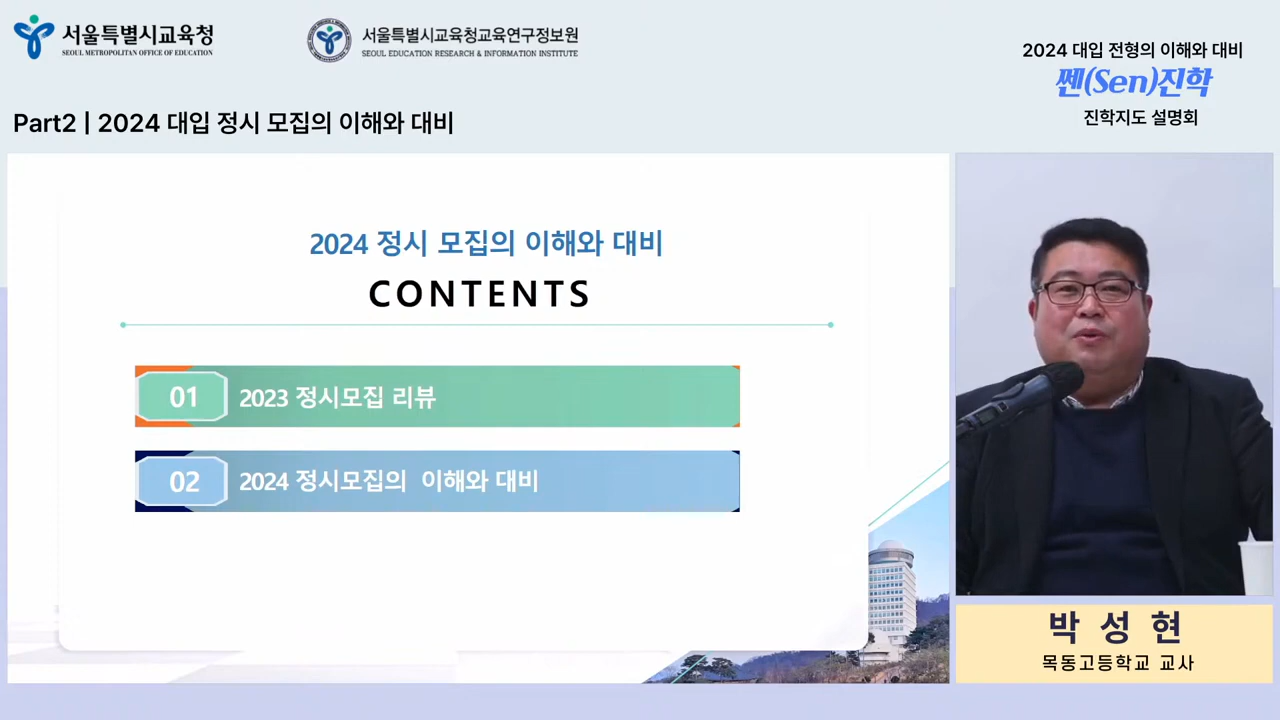 서울특별시교육청
SEOUL METROPOLITAN OFFICE OF EDUCATION
서울특별시교육청교육연구정보원
SEOUL EDUCATION RESEARCH & INFORMATION INSTITUTE
2024 대입 전형의 이해와 대비
쎈(Sen)진학
진학지도 설명회
Part2 | 2024 대입 정시 모집의 이해와 대비
2024 정시 모집의 이해와 대비
CONTENTS
01 2023 정시모집 리뷰
02 2024 정시모집의 이해와 대비
박 성 현
목동고등학교 교사